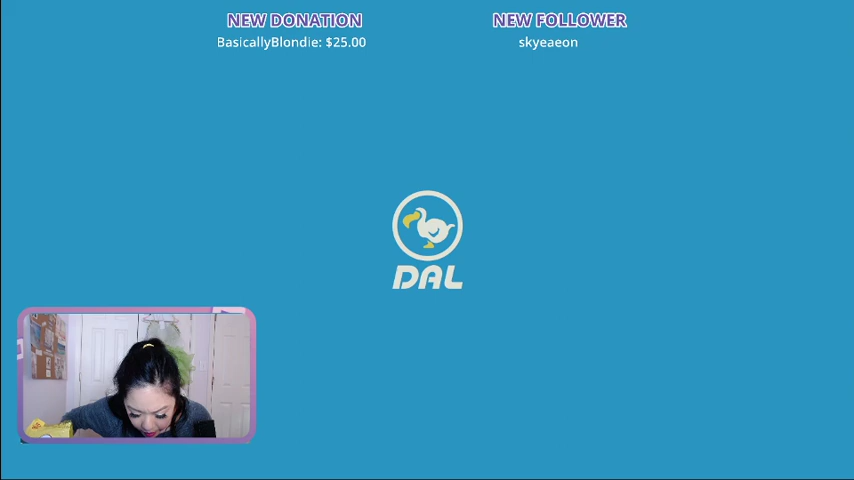 NEW DONATION
BasicallyBlondie: $25.00
NEW FOLLOWER
skyeaeon
DAL